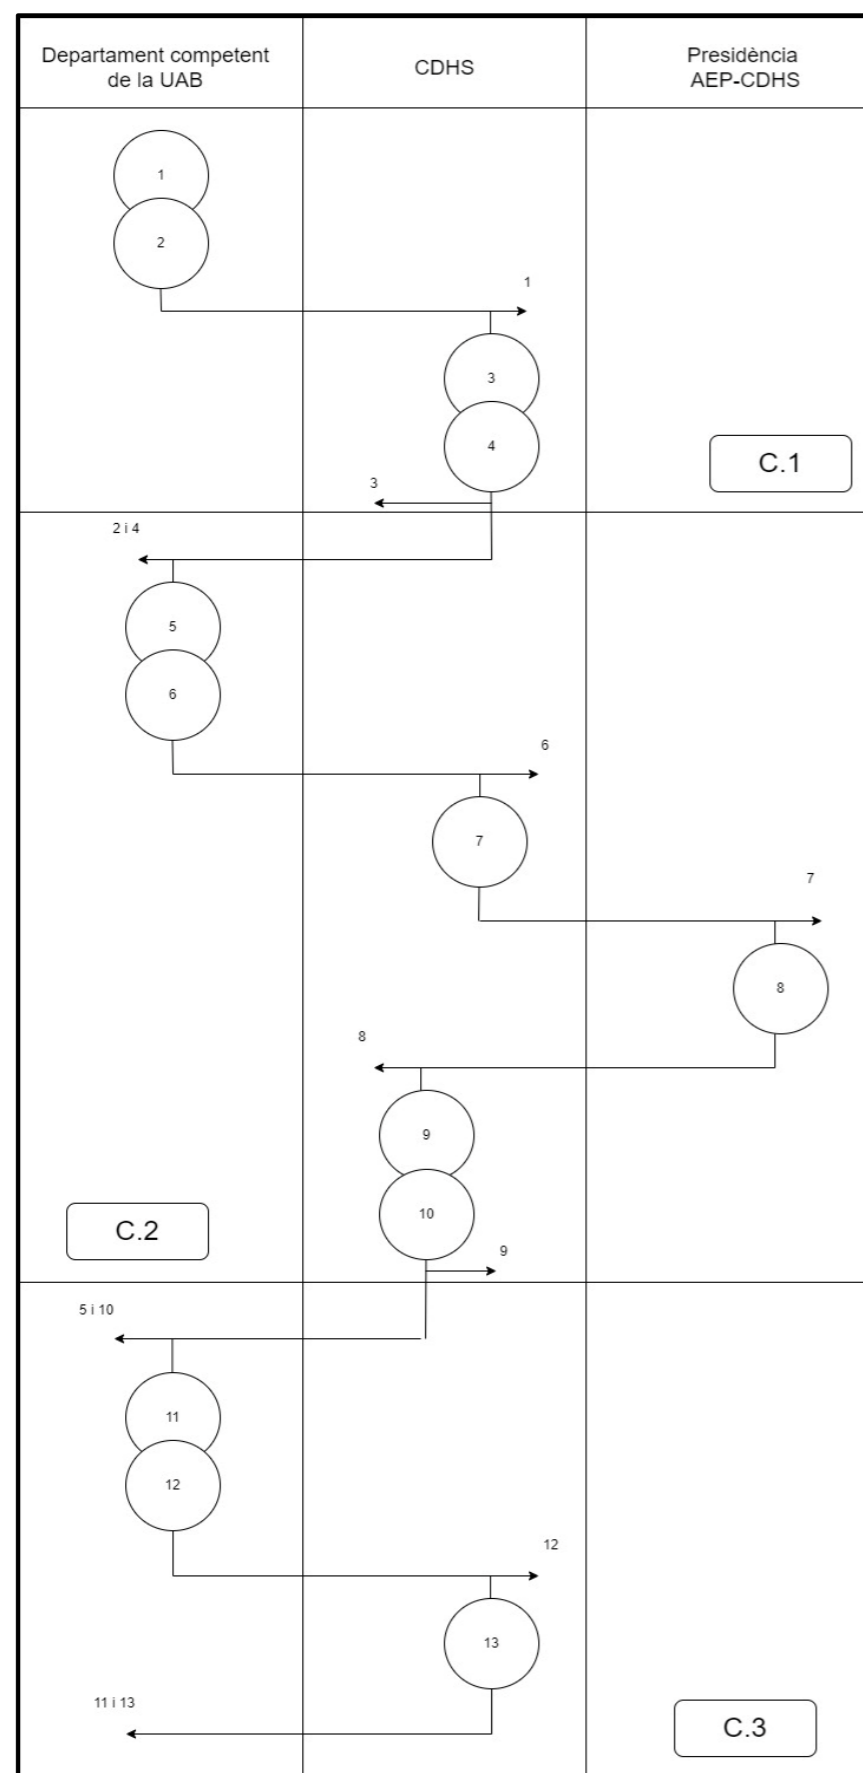 Departament competent
de la UAB
CDHS
Presidència
AEP-CDHS
1
2
1
3
4
C.1
3
2 i 4
5
6
6
7
7
8
8
9
10
C.2
9
5 i 10
11
12
12
13
11 i 13
C.3